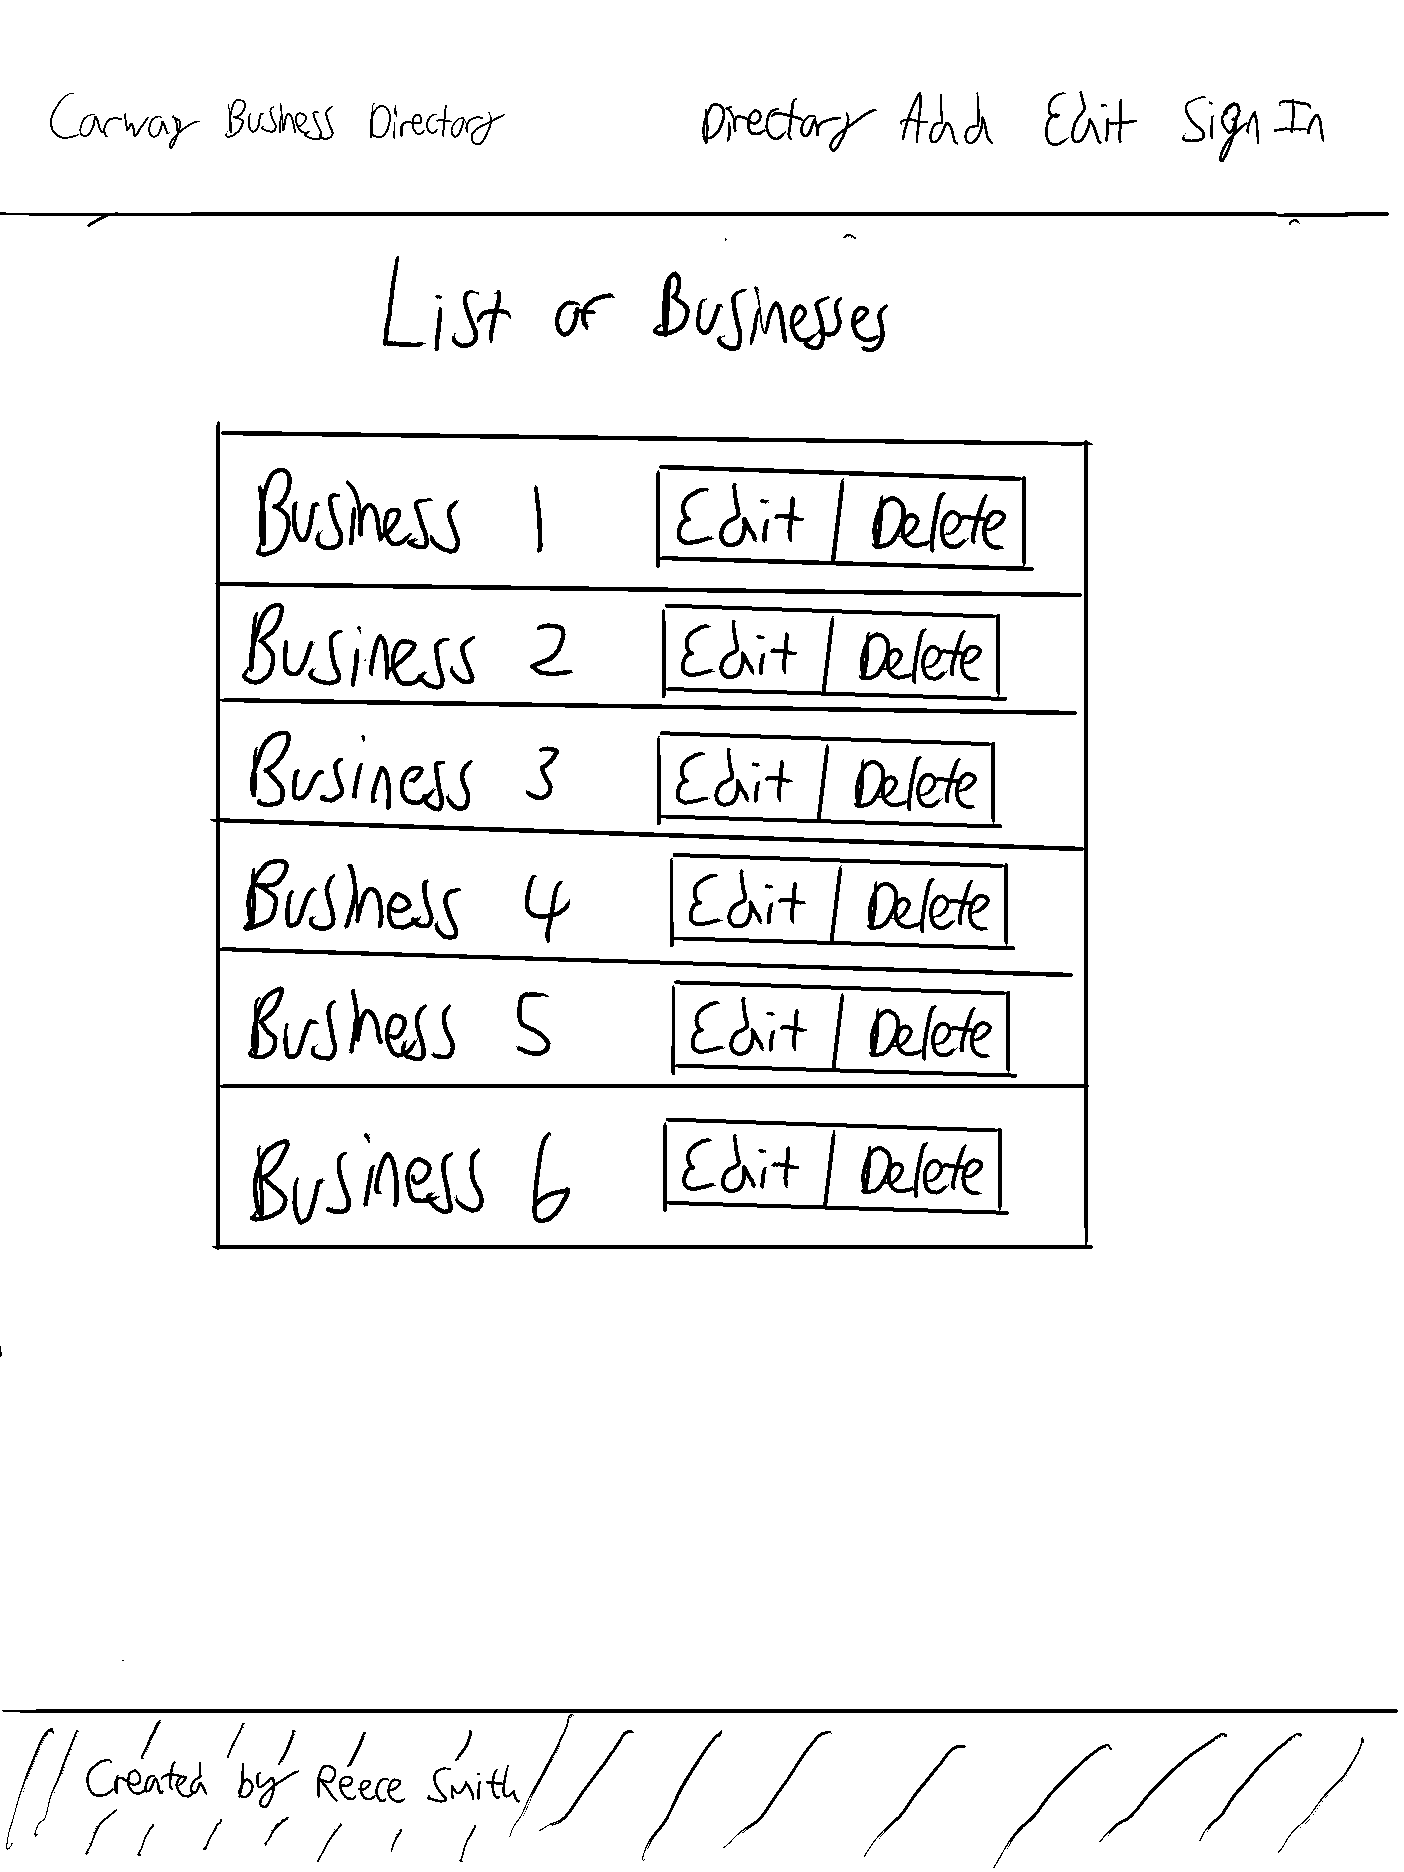 Carway Business Directory Directory Add Edit Sign In
List of Businesses
Business 1 Edit Delete
Business 2 Edit Delete
Business 3 Edit Delete
Business 4 Edit Delete
Business 5 Edit Delete
Business 6 Edit Delete
Created by Reece Smith